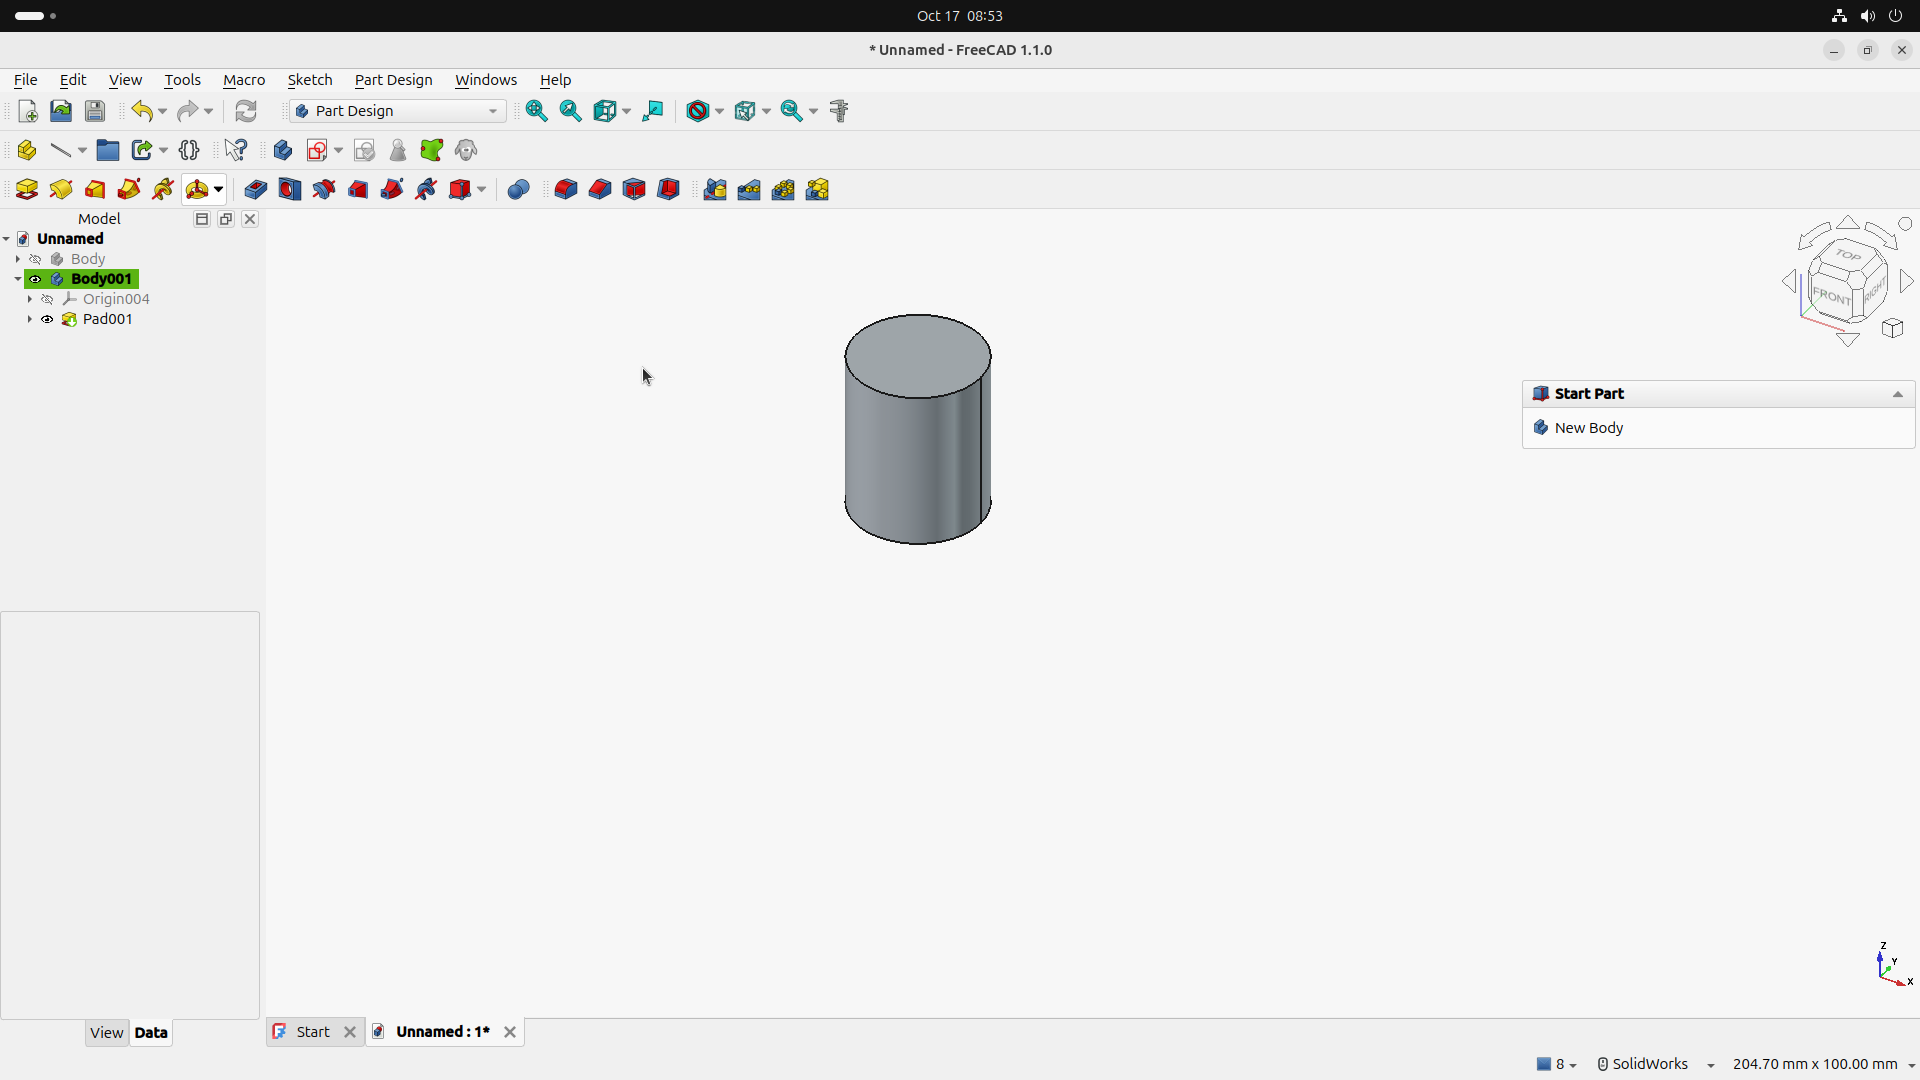 Oct 17 08:53
* Unnamed - FreeCAD 1.1.0
File Edit View Tools Macro Sketch Part Design Windows Help
Part Design
Model
Unnamed
Body
Body001
Origin004
Pad001
TOP
FRONT
RIGHT
Start Part
New Body
Z
Y
X
View Data
Start
Unnamed : 1*
8
SolidWorks
204.70 mm x 100.00 mm